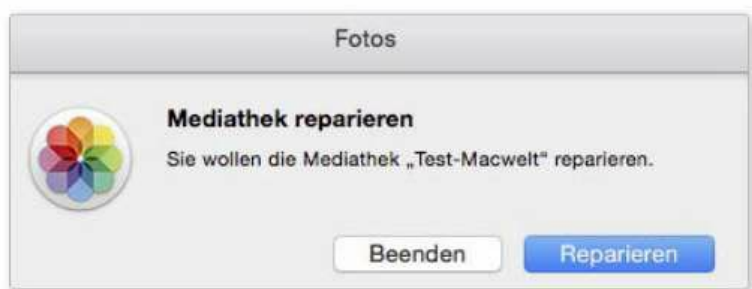 Fotos
Mediathek reparieren
Sie wollen die Mediathek „Test-Macwelt“ reparieren.
Beenden
Reparieren